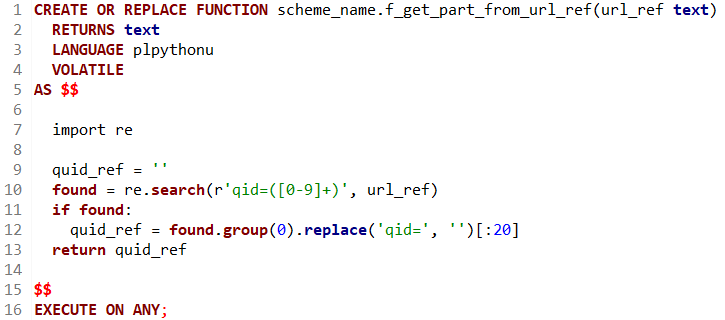 1 CREATE OR REPLACE FUNCTION scheme_name.f_get_part_from_url_ref(url_ref text)
2 RETURNS text
3 LANGUAGE plpythonu
4 VOLATILE
5 AS $$
6
7 import re
8
9 quid_ref = ''
10 found = re.search(r'qid=([0-9]+)', url_ref)
11 if found:
12 quid_ref = found.group(0).replace('qid=', '')[:20]
13 return quid_ref
14
15 $$
16 EXECUTE ON ANY;